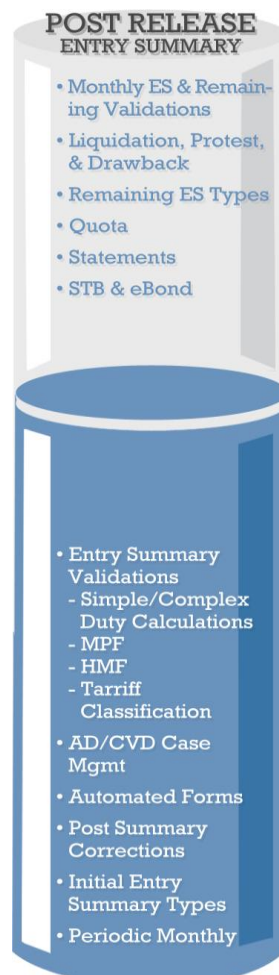 POST RELEASE
ENTRY SUMMARY
• Monthly ES & Remain-
ing Validations
• Liquidation, Protest,
& Drawback
• Remaining ES Types
• Quota
• Statements
• STB & eBond
• Entry Summary
Validations
- Simple/Complex
Duty Calculations
- MPF
- HMF
- Tarriff
Classification
• AD/CVD Case
Mgmt
• Automated Forms
• Post Summary
Corrections
• Initial Entry
Summary Types
• Periodic Monthly